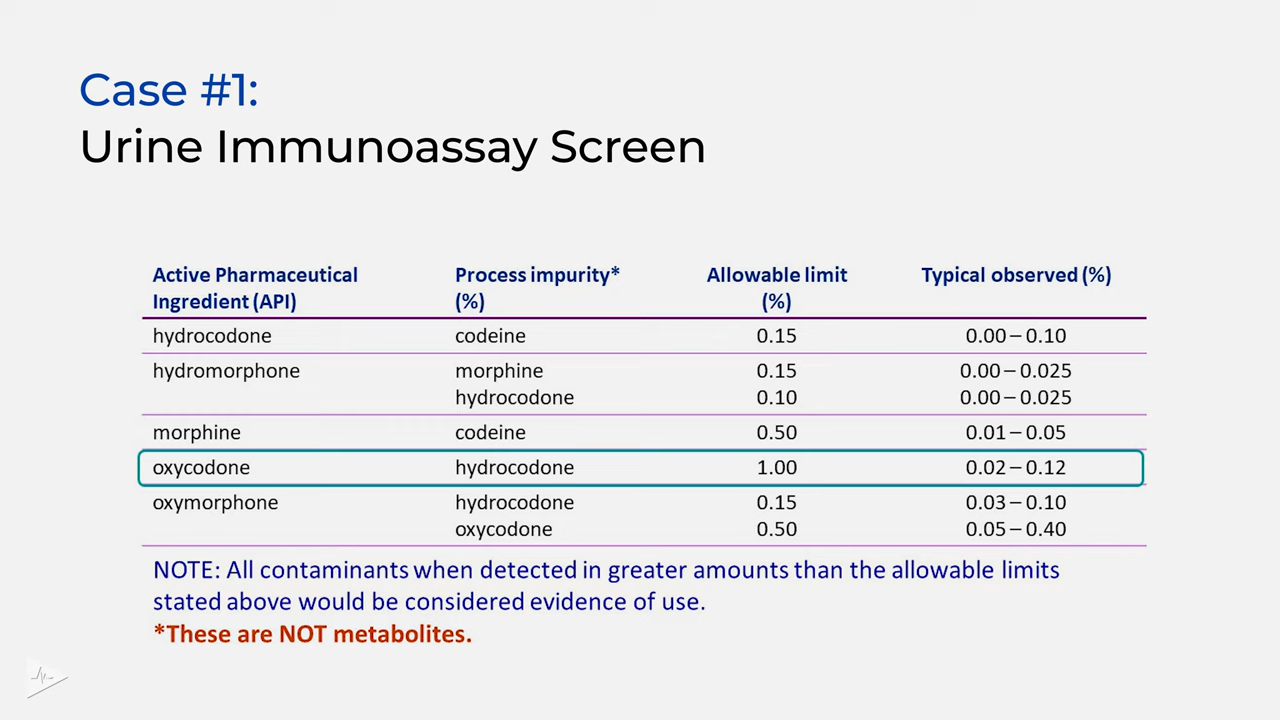 Case #1:
Urine Immunoassay Screen
Active Pharmaceutical Ingredient (API) Process impurity* (%) Allowable limit (%) Typical observed (%)
hydrocodone codeine 0.15 0.00 – 0.10
hydromorphone morphine 0.15 0.00 – 0.025
hydrocodone 0.10 0.00 – 0.025
morphine codeine 0.50 0.01 – 0.05
oxycodone hydrocodone 1.00 0.02 – 0.12
oxymorphone hydrocodone 0.15 0.03 – 0.10
oxycodone 0.50 0.05 – 0.40
NOTE: All contaminants when detected in greater amounts than the allowable limits
stated above would be considered evidence of use.
*These are NOT metabolites.